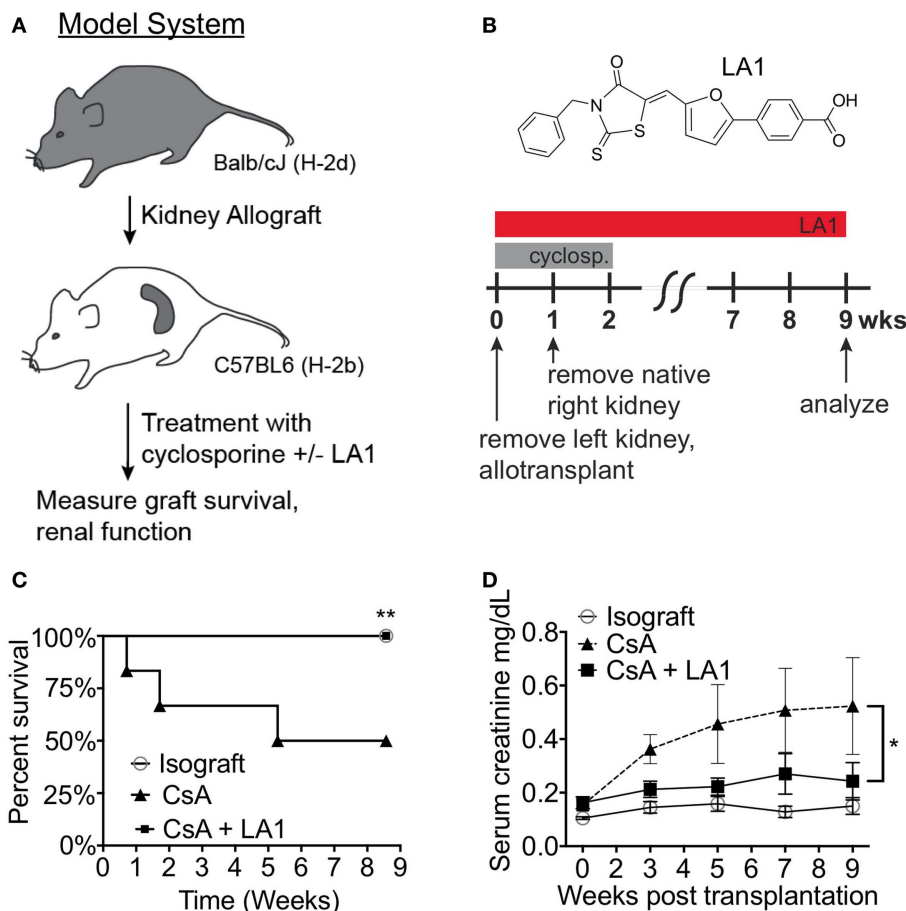 A
Model System
Balb/cJ (H-2d)
Kidney Allograft
C57BL6 (H-2b)
Treatment with
cyclosporine +/- LA1
Measure graft survival,
renal function
B
LA1
O
N
S
S
O
OH
O
LA1
cyclosp.
0 1 2 7 8 9 wks
remove native
right kidney
analyze
remove left kidney,
allotransplant
C
**
100%
75%
50%
25%
0%
Percent survival
Isograft
CsA
CsA + LA1
0 1 2 3 4 5 6 7 8 9
Time (Weeks)
D
0.8
0.6
0.4
0.2
0.0
Serum creatinine mg/dL
Isograft
CsA
CsA + LA1
*
0 2 3 4 5 6 7 8 9
Weeks post transplantation